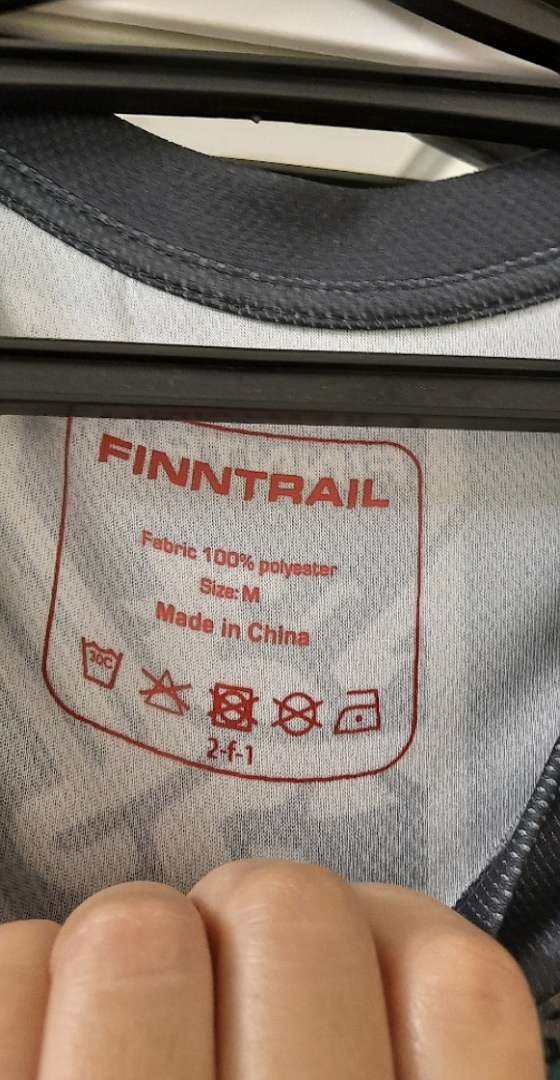 FINNTRAIL
Fabric 100% polyester
Size: M
Made in China
30C
2-f-1